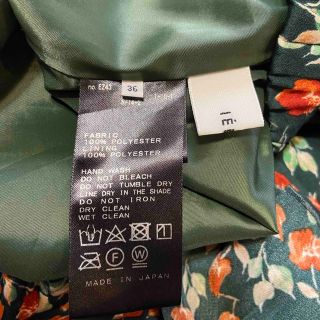 no. EZ43
36
FABRIC
100% POLYESTER
LINING
100% POLYESTER
HAND WASH
DO NOT BLEACH
DO NOT TUMBLE DRY
LINE DRY IN THE SHADE
DO NOT IRON
DRY CLEAN
WET CLEAN
MADE IN JAPAN